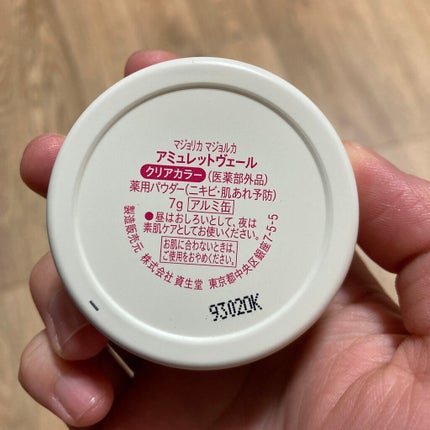 マジョリカ マジョルカ
アミュレットヴェール
クリアカラー (医薬部外品)
薬用パウダー(ニキビ・肌あれ予防)
7g アルミ缶
●昼はおしろいとして、夜は
素肌ケアとしてお使いください。
お肌に合わないときは、
ご使用をおやめください。
製造販売元 株式会社 資生堂 東京都中央区銀座7-5-5
9302OK